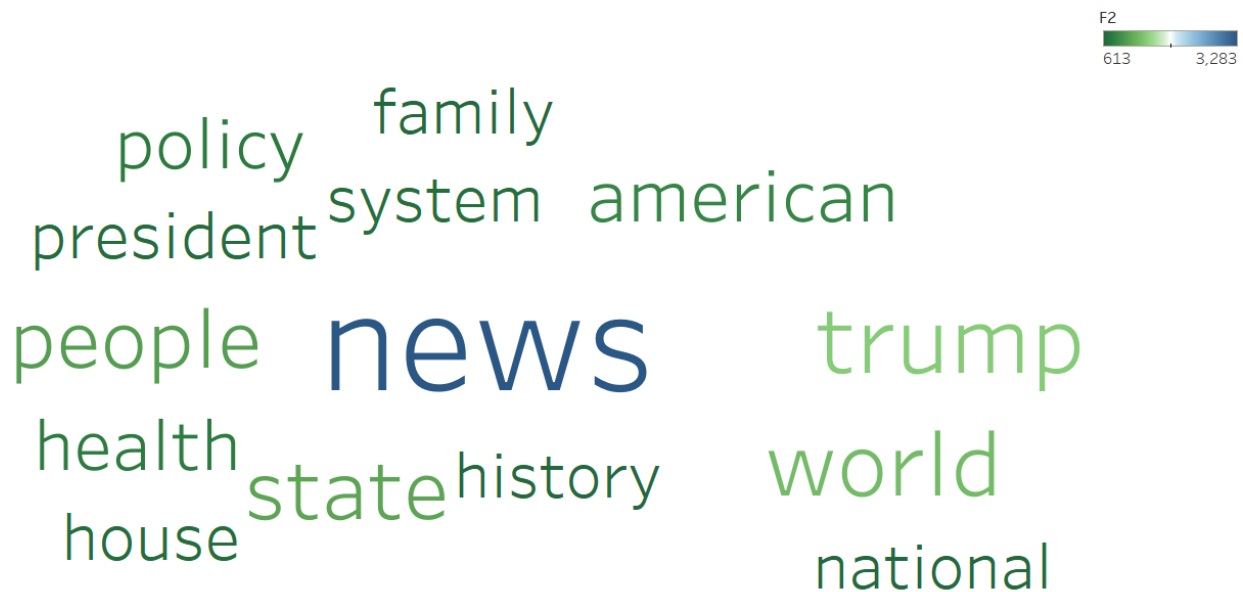 F2
613 3,283
family
policy
system american
president
people news trump
health
state history world
house
national